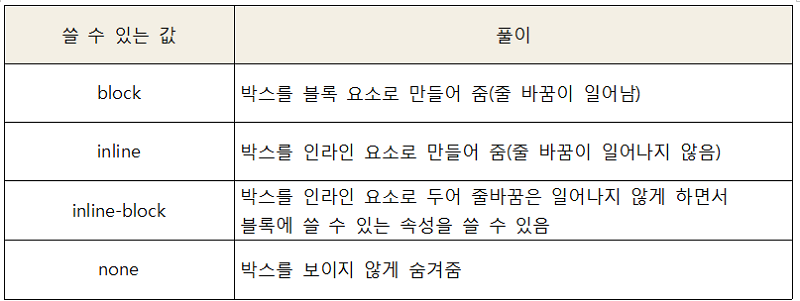 쓸 수 있는 값 풀이
block 박스를 블록 요소로 만들어 줌(줄 바꿈이 일어남)
inline 박스를 인라인 요소로 만들어 줌(줄 바꿈이 일어나지 않음)
inline-block 박스를 인라인 요소로 두어 줄바꿈은 일어나지 않게 하면서
블록에 쓸 수 있는 속성을 쓸 수 있음
none 박스를 보이지 않게 숨겨줌